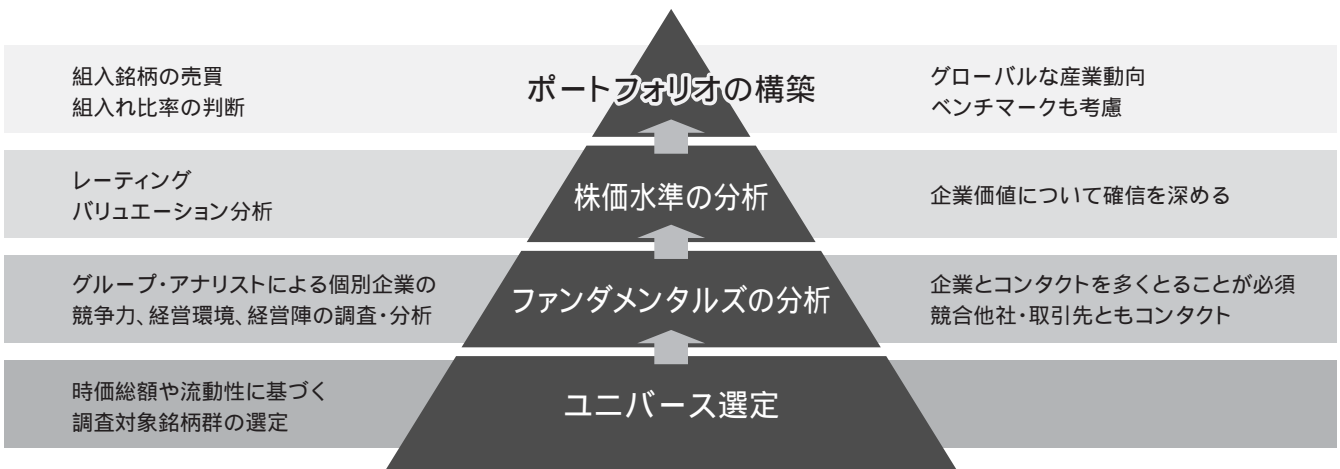 組入銘柄の売買
組入れ比率の判断
ポートフォリオの構築
グローバルな産業動向
ベンチマークも考慮
レーティング
バリュエーション分析
株価水準の分析
企業価値について確信を深める
グループ・アナリストによる個別企業の
競争力、経営環境、経営陣の調査・分析
ファンダメンタルズの分析
企業とコンタクトを多くとることが必須
競合他社・取引先ともコンタクト
時価総額や流動性に基づく
調査対象銘柄群の選定
ユニバース選定